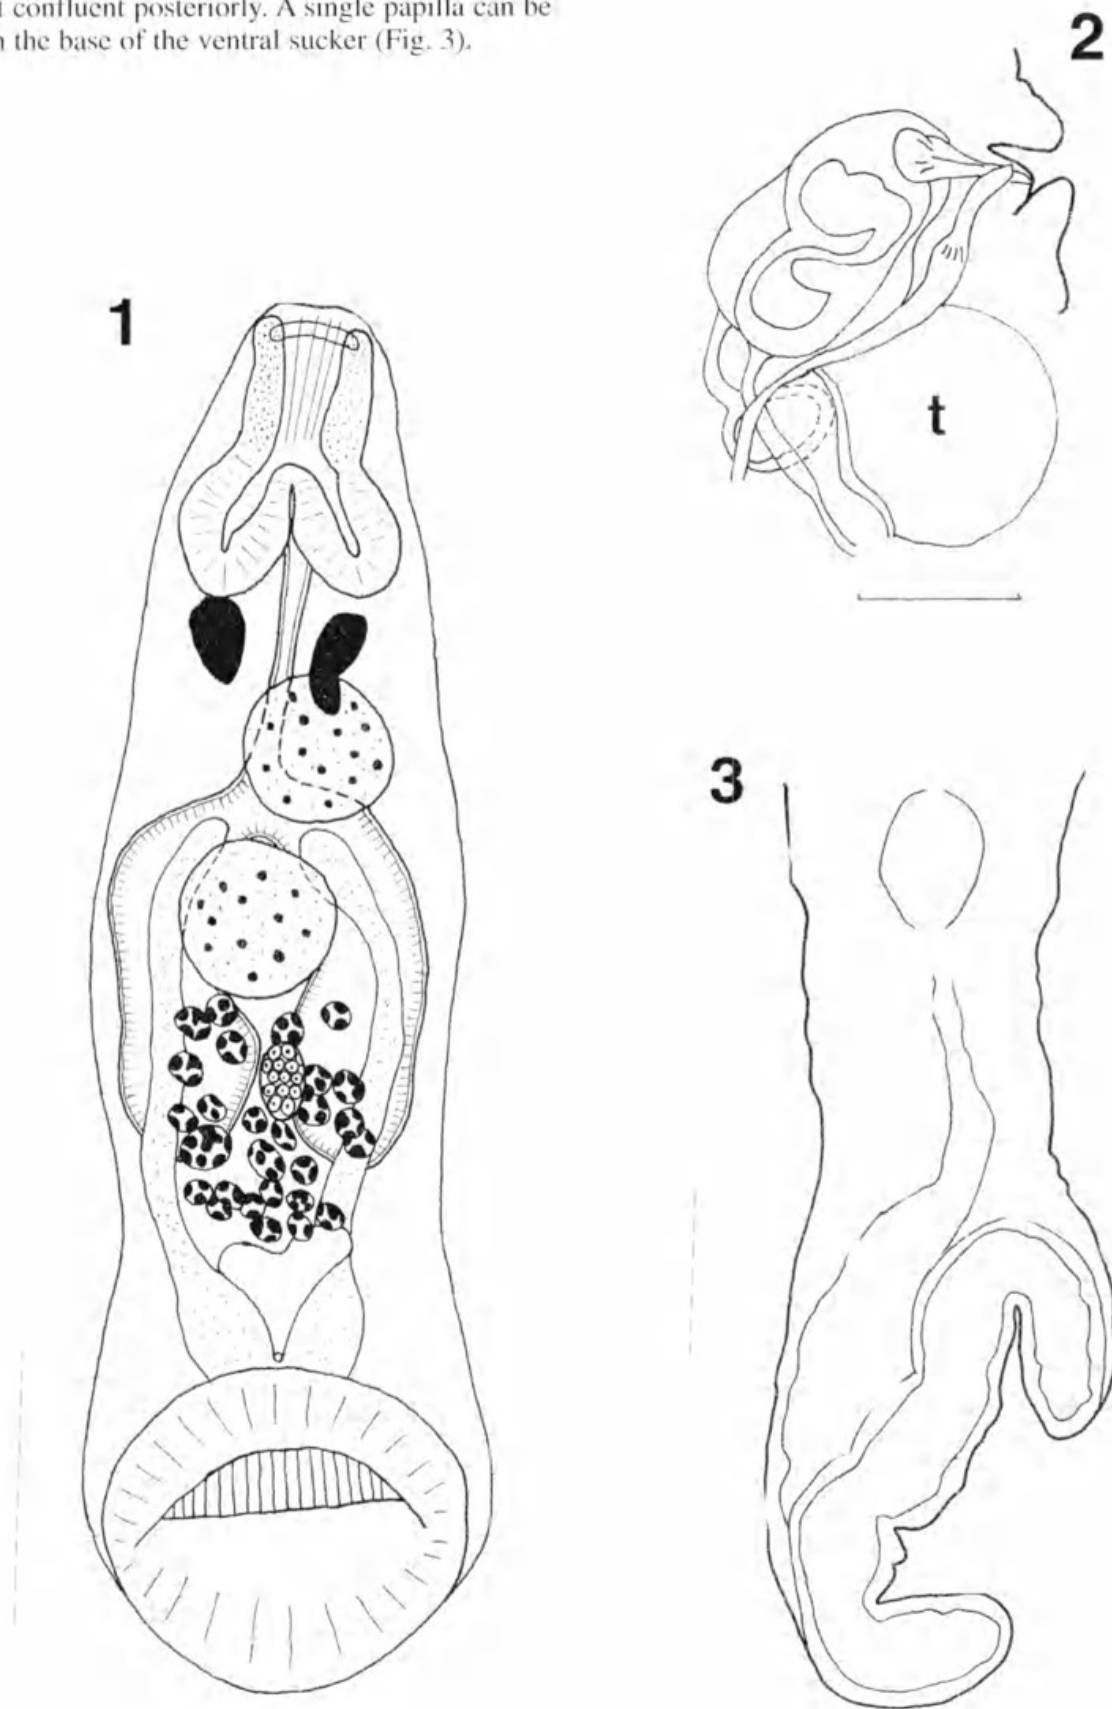 confluent posteriorly. A single papilla can be
the base of the ventral sucker (Fig. 3).
2
1
t
3